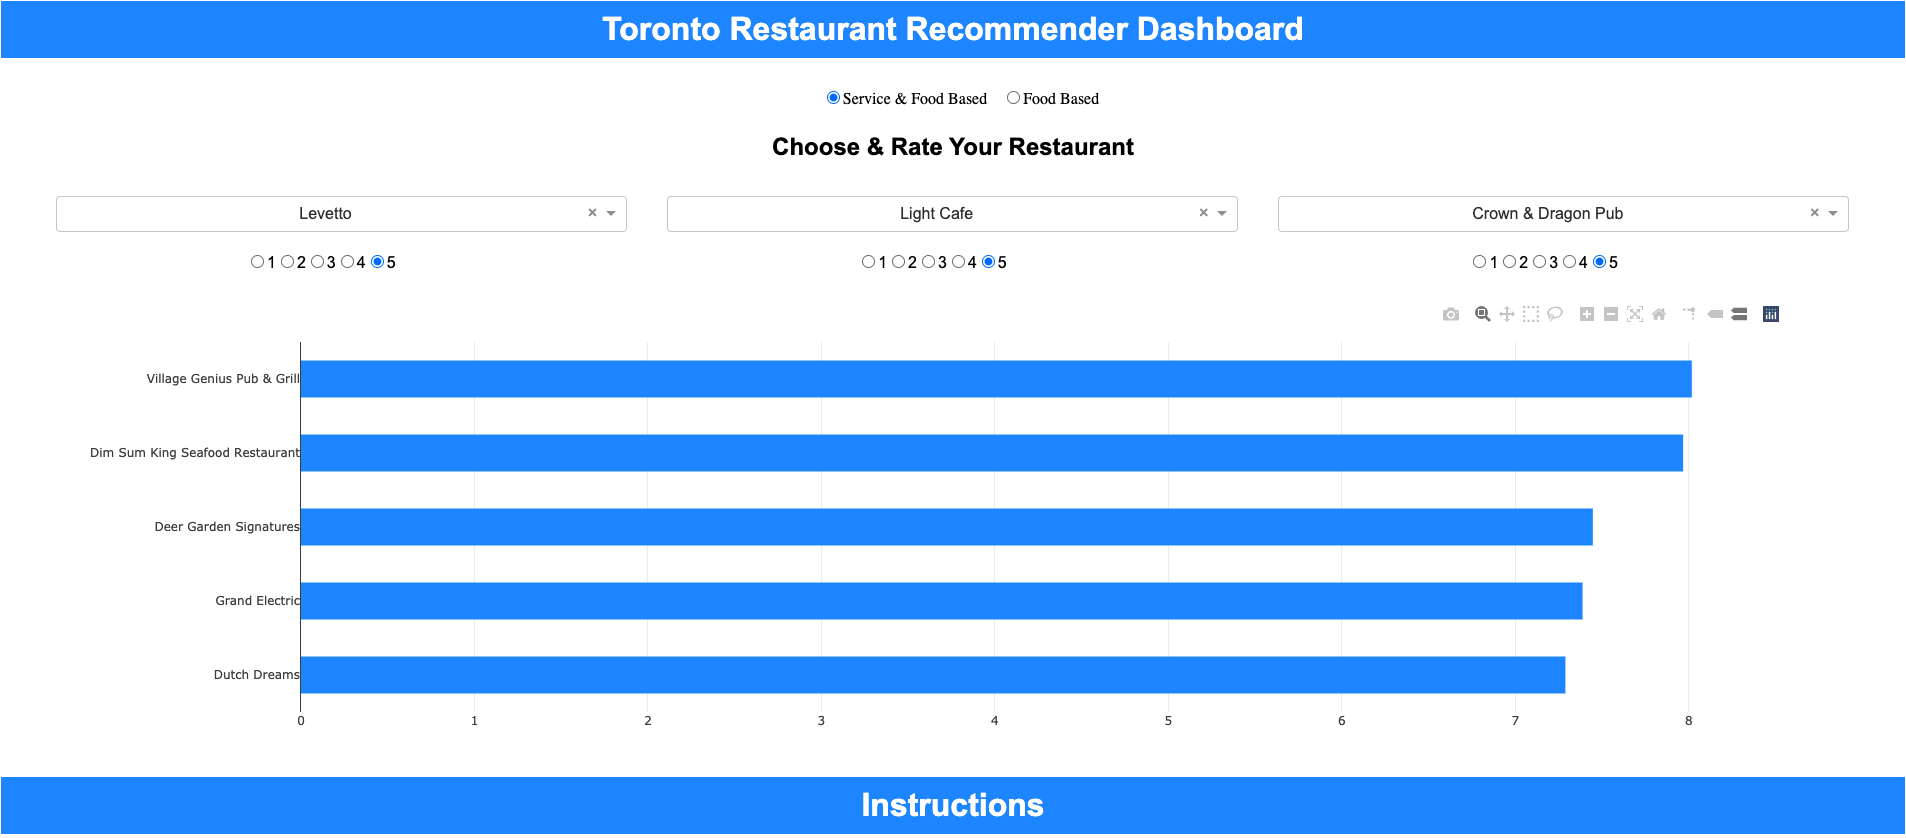 Toronto Restaurant Recommender Dashboard
Service & Food Based Food Based
Choose & Rate Your Restaurant
Levetto × Light Cafe × Crown & Dragon Pub ×
1 2 3 4 5 1 2 3 4 5 1 2 3 4 5
Village Genius Pub & Grill
Dim Sum King Seafood Restaurant
Deer Garden Signatures
Grand Electric
Dutch Dreams
0 1 2 3 4 5 6 7 8
Instructions